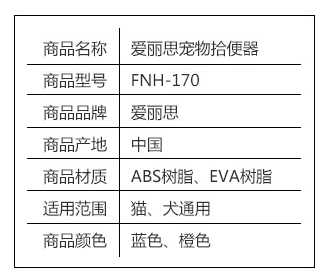 商品名称 爱丽思宠物拾便器
商品型号 FNH-170
商品品牌 爱丽思
商品产地 中国
商品材质 ABS树脂、EVA树脂
适用范围 猫、犬通用
商品颜色 蓝色、橙色